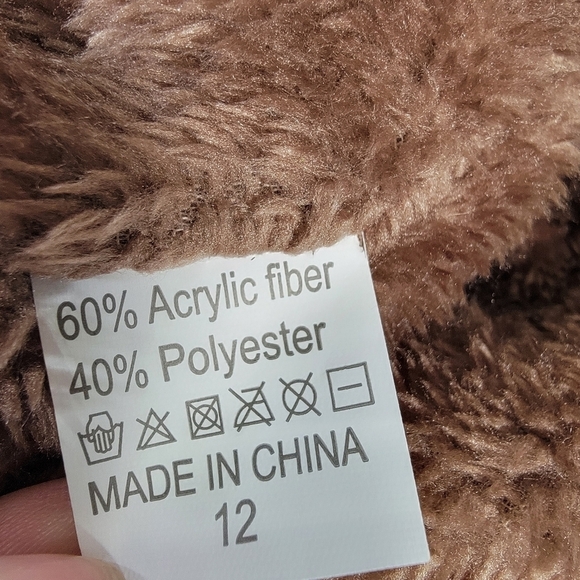 60% Acrylic fiber
40% Polyester
MADE IN CHINA
12